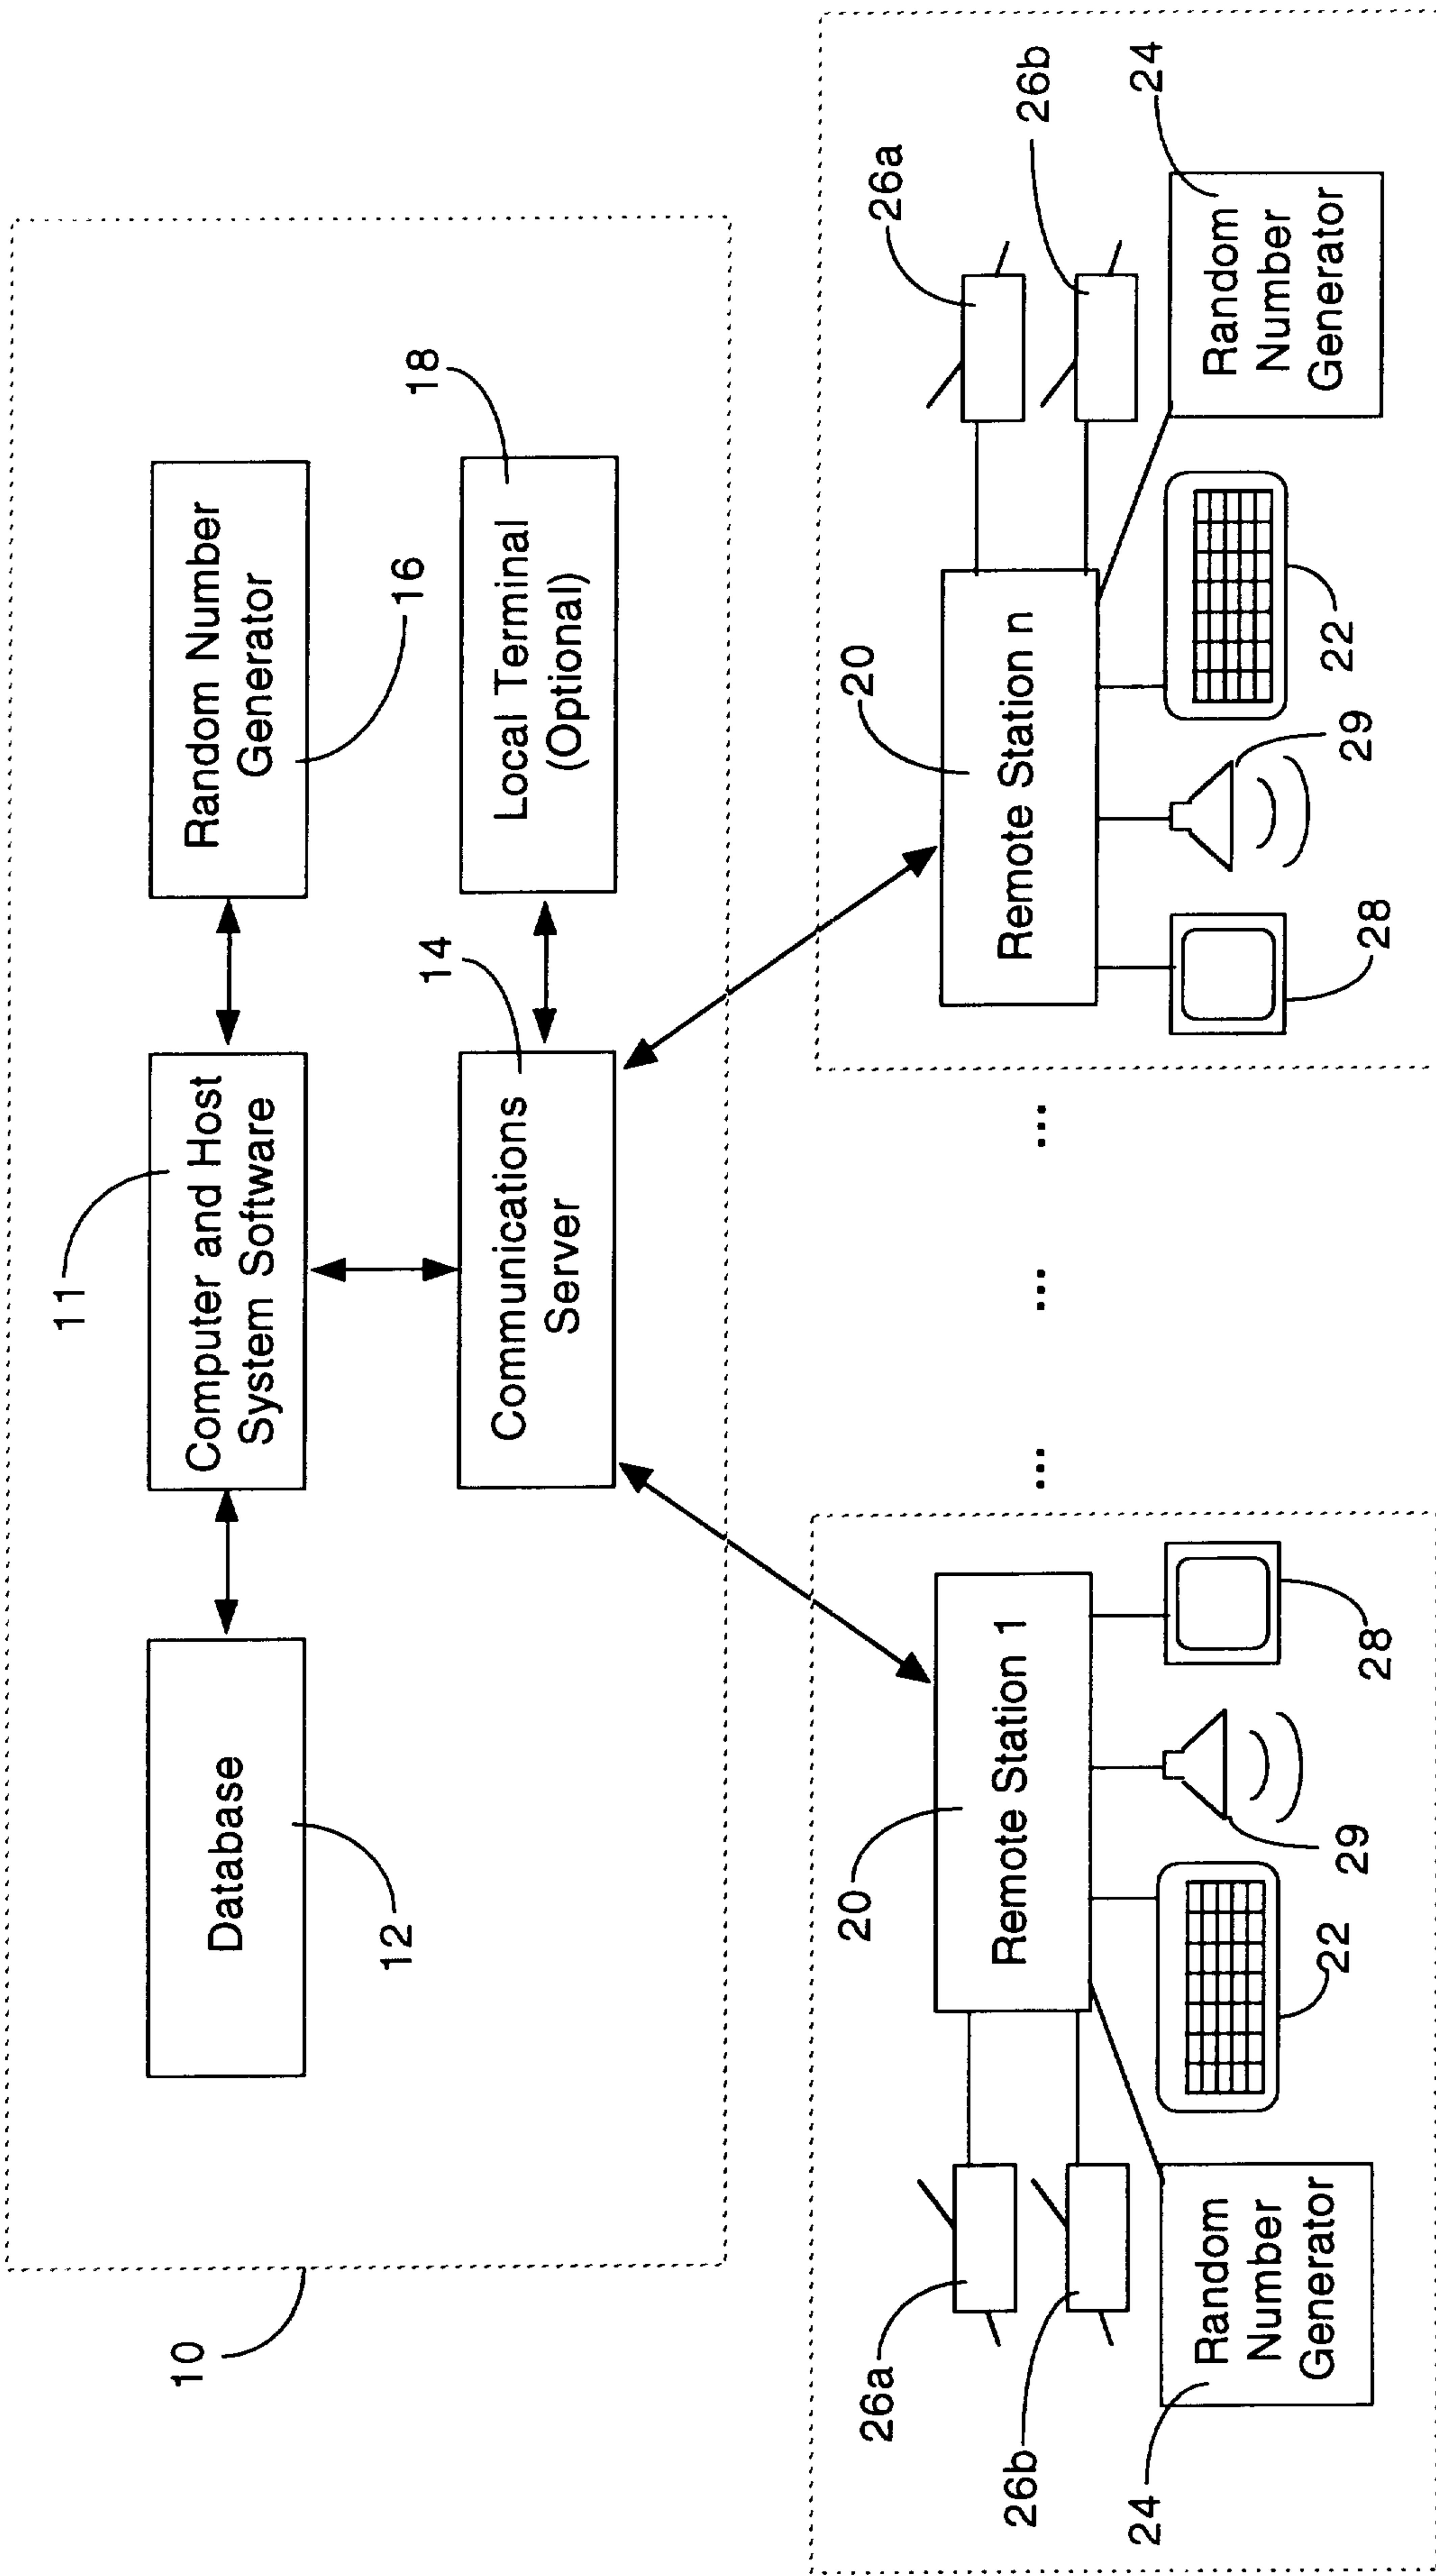 10
11
Database
12
Computer and Host
System Software
Random Number
Generator
16
Communications
Server
14
Local Terminal
(Optional)
18
20
Remote Station 1
26a
26b
24
Random
Number
Generator
22
29
28
... ... ...
20
Remote Station n
26a
26b
24
Random
Number
Generator
28
29
22